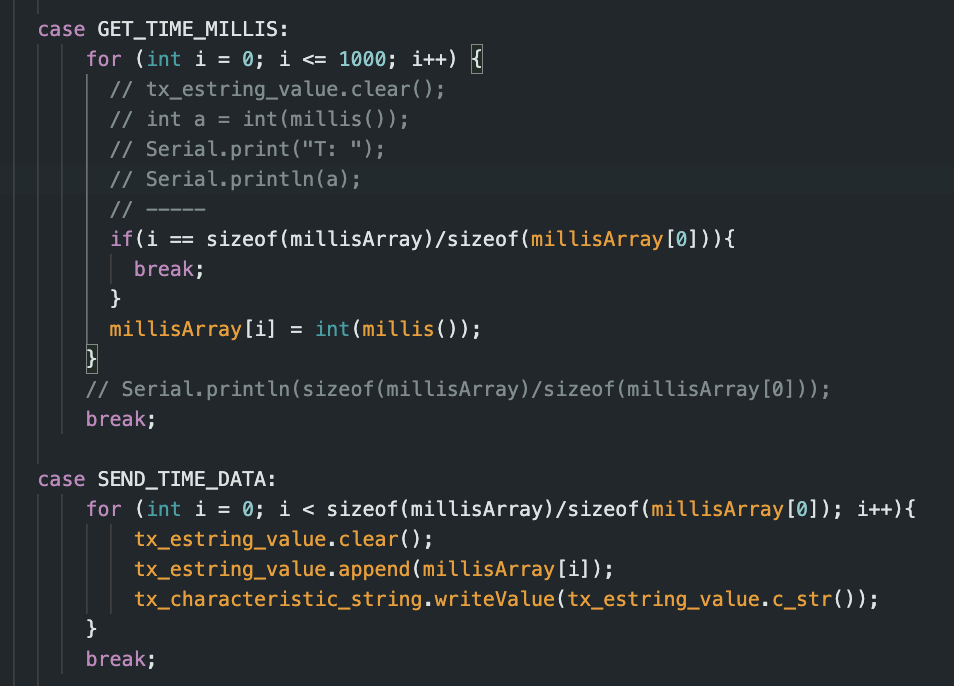 case GET_TIME_MILLIS:
for (int i = 0; i <= 1000; i++) {
// tx_estring_value.clear();
// int a = int(millis());
// Serial.print("T: ");
// Serial.println(a);
// -----
if(i == sizeof(millisArray)/sizeof(millisArray[0])){
break;
}
millisArray[i] = int(millis());
}
// Serial.println(sizeof(millisArray)/sizeof(millisArray[0]));
break;
case SEND_TIME_DATA:
for (int i = 0; i < sizeof(millisArray)/sizeof(millisArray[0]); i++){
tx_estring_value.clear();
tx_estring_value.append(millisArray[i]);
tx_characteristic_string.writeValue(tx_estring_value.c_str());
}
break;